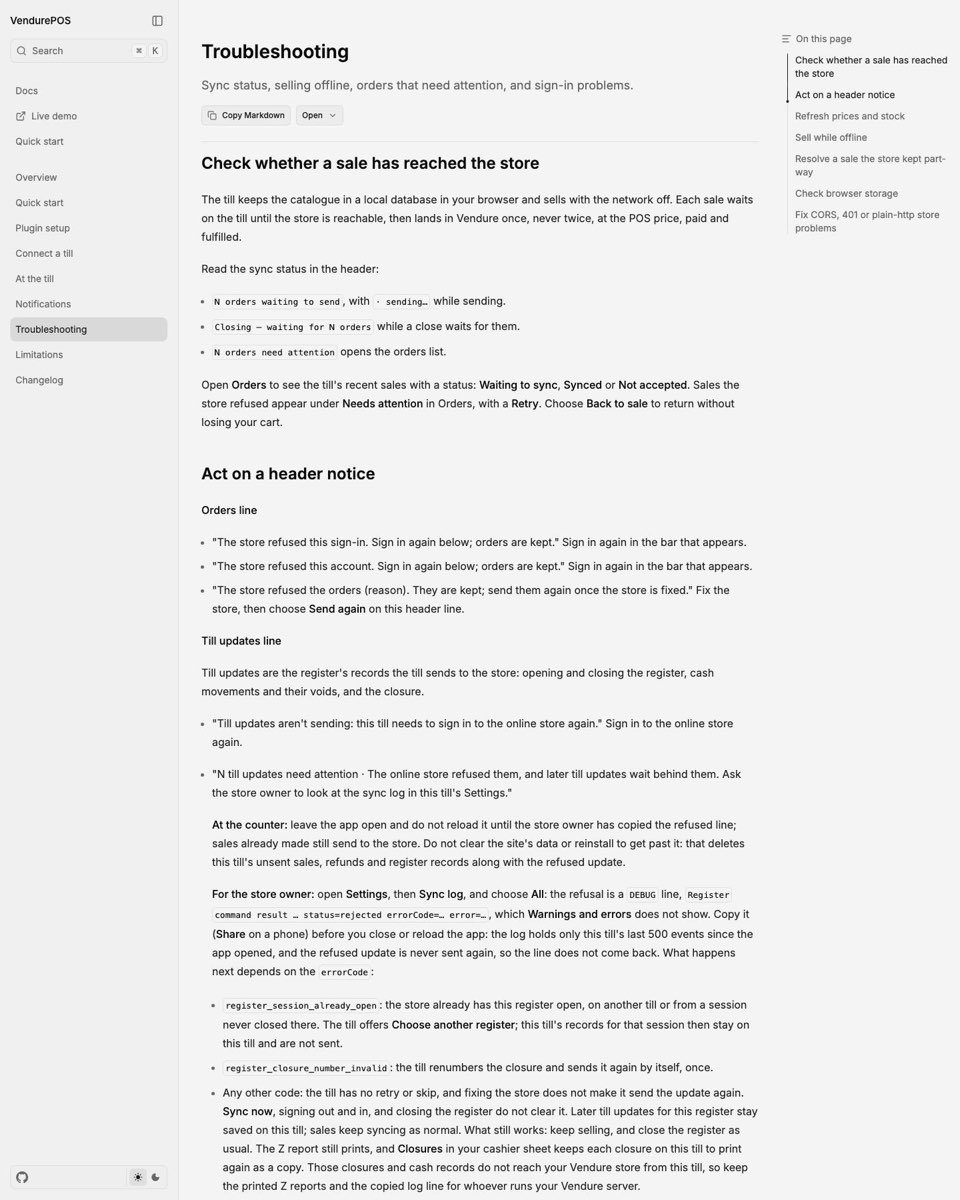 VendurePOS
Search
⌘ K
Docs
Live demo
Quick start
Overview
Quick start
Plugin setup
Connect a till
At the till
Notifications
Troubleshooting
Limitations
Changelog
Troubleshooting
Sync status, selling offline, orders that need attention, and sign-in problems.
Copy Markdown
Open
Check whether a sale has reached the store
The till keeps the catalogue in a local database in your browser and sells with the network off. Each sale waits
on the till until the store is reachable, then lands in Vendure once, never twice, at the POS price, paid and
fulfilled.
Read the sync status in the header:
N orders waiting to send, with · sending… while sending.
Closing — waiting for N orders while a close waits for them.
N orders need attention opens the orders list.
Open Orders to see the till's recent sales with a status: Waiting to sync, Synced or Not accepted. Sales the
store refused appear under Needs attention in Orders, with a Retry. Choose Back to sale to return without
losing your cart.
Act on a header notice
Orders line
"The store refused this sign-in. Sign in again below; orders are kept." Sign in again in the bar that appears.
"The store refused this account. Sign in again below; orders are kept." Sign in again in the bar that appears.
"The store refused the orders (reason). They are kept; send them again once the store is fixed." Fix the
store, then choose Send again on this header line.
Till updates line
Till updates are the register's records the till sends to the store: opening and closing the register, cash
movements and their voids, and the closure.
"Till updates aren't sending: this till needs to sign in to the online store again." Sign in to the online store
again.
"N till updates need attention · The online store refused them, and later till updates wait behind them. Ask
the store owner to look at the sync log in this till's Settings."
At the counter: leave the app open and do not reload it until the store owner has copied the refused line;
sales already made still send to the store. Do not clear the site's data or reinstall to get past it: that deletes
this till's unsent sales, refunds and register records along with the refused update.
For the store owner: open Settings, then Sync log, and choose All: the refusal is a DEBUG line, Register
command result … status=rejected errorCode=… error=…, which Warnings and errors does not show. Copy it
(Share on a phone) before you close or reload the app: the log holds only this till's last 500 events since the
app opened, and the refused update is never sent again, so the line does not come back. What happens
next depends on the errorCode:
register_session_already_open: the store already has this register open, on another till or from a session
never closed there. The till offers Choose another register; this till's records for that session then stay on
this till and are not sent.
register_closure_number_invalid: the till renumbers the closure and sends it again by itself, once.
Any other code: the till has no retry or skip, and fixing the store does not make it send the update again.
Sync now, signing out and in, and closing the register do not clear it. Later till updates for this register stay
saved on this till; sales keep syncing as normal. What still works: keep selling, and close the register as
usual. The Z report still prints, and Closures in your cashier sheet keeps each closure on this till to print
again as a copy. Those closures and cash records do not reach your Vendure store from this till, so keep
the printed Z reports and the copied log line for whoever runs your Vendure server.
On this page
Check whether a sale has reached
the store
Act on a header notice
Refresh prices and stock
Sell while offline
Resolve a sale the store kept part-
way
Check browser storage
Fix CORS, 401 or plain-http store
problems